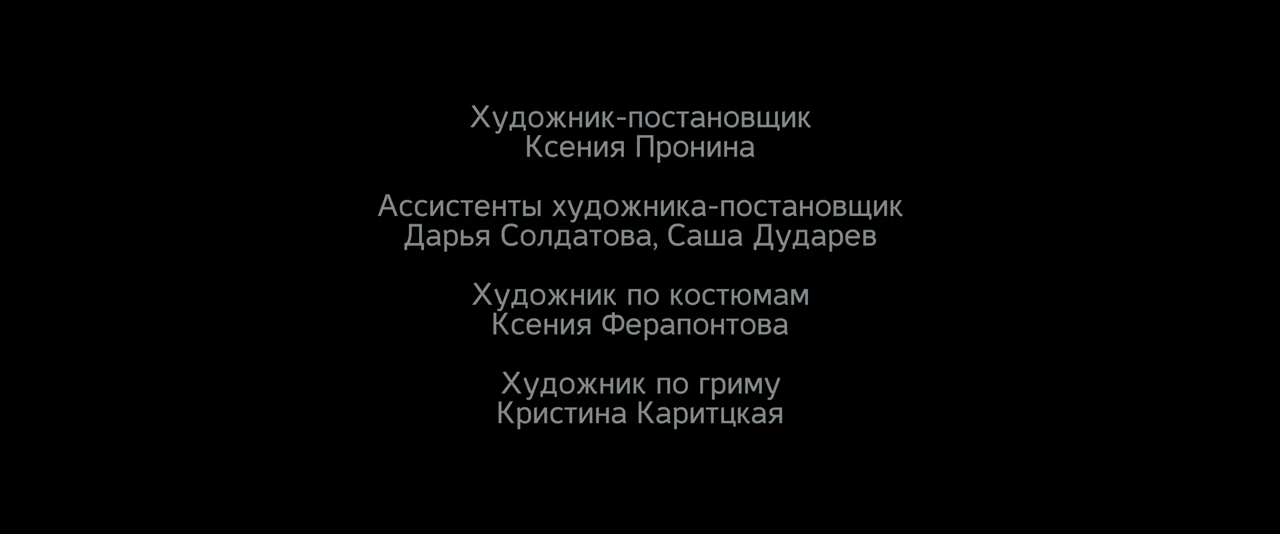 Художник-постановщик
Ксения Пронина
Ассистенты художника-постановщик
Дарья Солдатова, Саша Дударев
Художник по костюмам
Ксения Ферапонтова
Художник по гриму
Кристина Каритцкая